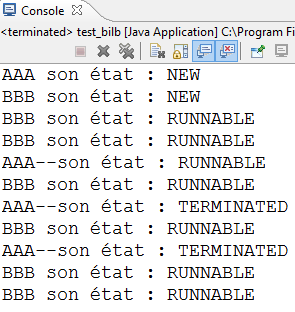 Console
<terminated> test_bilb [Java Application] C:\Program Fi
AAA son état : NEW
BBB son état : NEW
BBB son état : RUNNABLE
BBB son état : RUNNABLE
AAA--son état : RUNNABLE
BBB son état : RUNNABLE
AAA--son état : TERMINATED
BBB son état : RUNNABLE
AAA--son état : TERMINATED
BBB son état : RUNNABLE
BBB son état : RUNNABLE